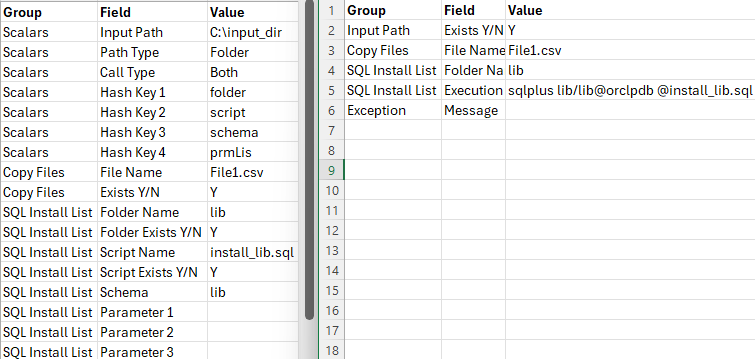 Group Field Value
Scalars Input Path C:\input_dir
Scalars Path Type Folder
Scalars Call Type Both
Scalars Hash Key 1 folder
Scalars Hash Key 2 script
Scalars Hash Key 3 schema
Scalars Hash Key 4 prmLis
Copy Files File Name File1.csv
Copy Files Exists Y/N Y
SQL Install List Folder Name lib
SQL Install List Folder Exists Y/N Y
SQL Install List Script Name install_lib.sql
SQL Install List Script Exists Y/N Y
SQL Install List Schema lib
SQL Install List Parameter 1
SQL Install List Parameter 2
SQL Install List Parameter 3
1 Group Field Value
2 Input Path Exists Y/N Y
3 Copy Files File Name File1.csv
4 SQL Install List Folder Na lib
5 SQL Install List Execution sqlplus lib/lib@orclpdb @install_lib.sql
6 Exception Message
7
8
9
10
11
12
13
14
15
16
17
18